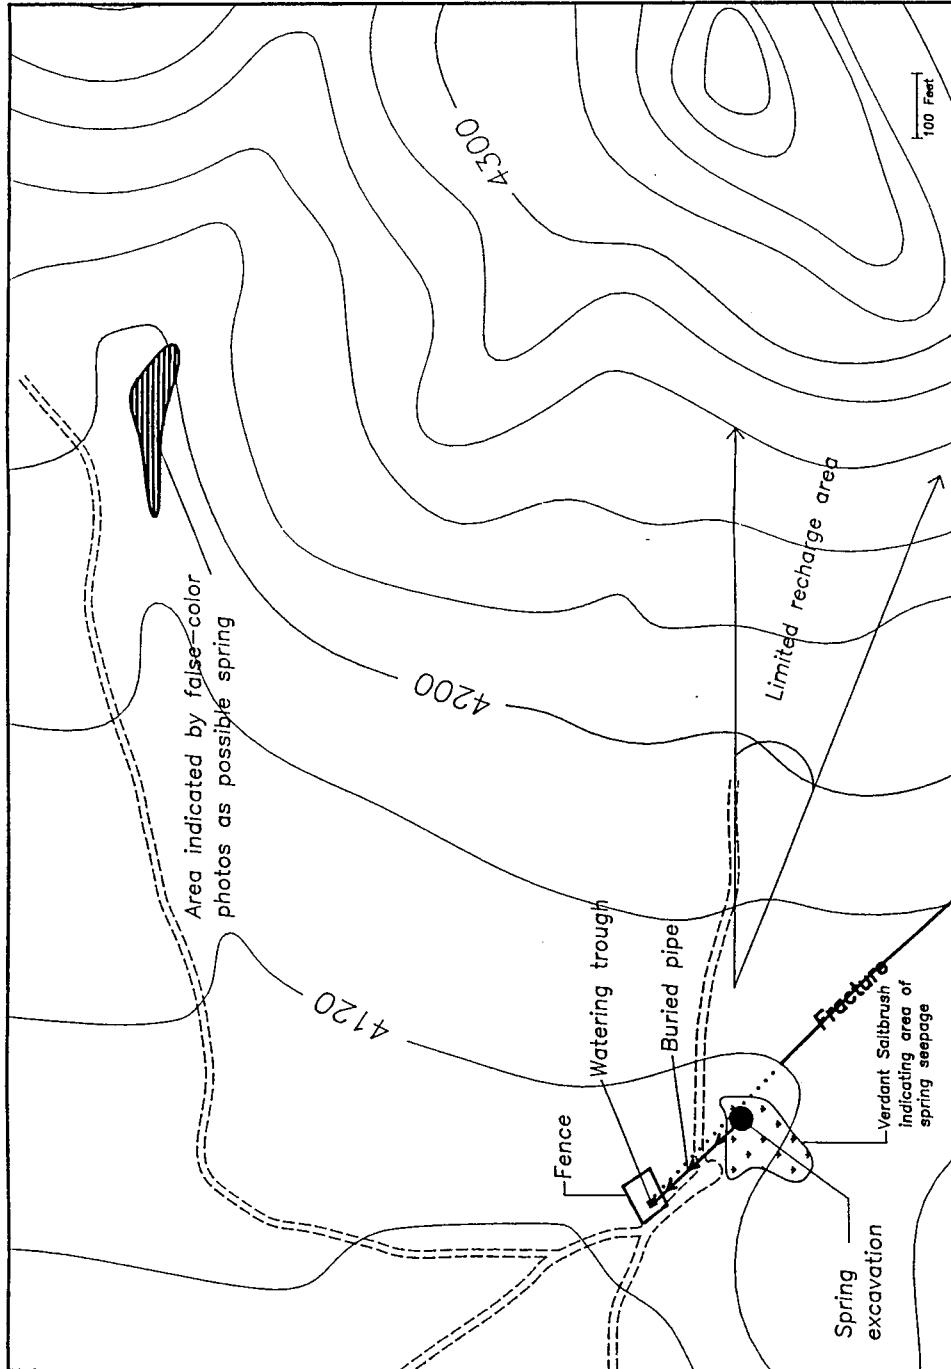 4300
100 Feet
Limited recharge area
Area indicated by false-color
photos as possible spring
4200
4120
Watering trough
Buried pipe
Fracture
Verdant Saltbrush
indicating area of
spring seepage
Fence
Spring
excavation